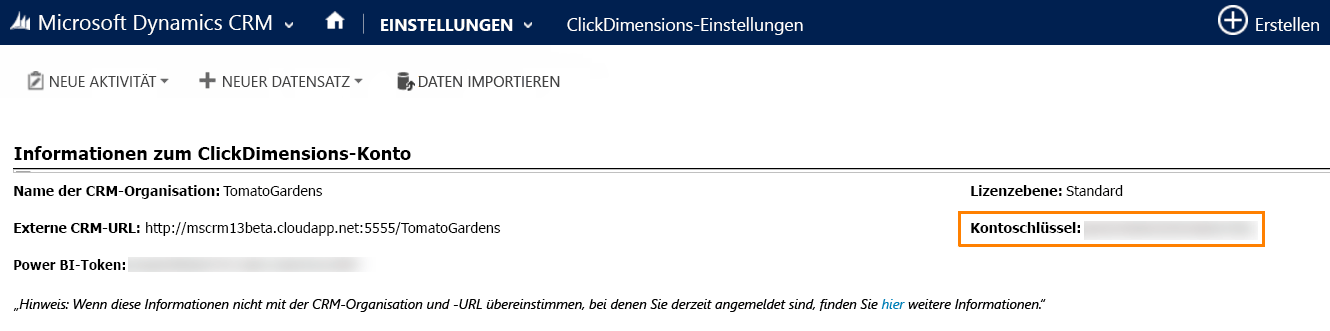 Microsoft Dynamics CRM EINSTELLUNGEN ClickDimensions-Einstellungen Erstellen
NEUE AKTIVITÄT NEUER DATENSATZ DATEN IMPORTIEREN
Informationen zum ClickDimensions-Konto
Name der CRM-Organisation: TomatoGardens Lizenzebene: Standard
Externe CRM-URL: http://mscrm13beta.cloudapp.net:5555/TomatoGardens Kontoschlüssel:
Power BI-Token:
„Hinweis: Wenn diese Informationen nicht mit der CRM-Organisation und -URL übereinstimmen, bei denen Sie derzeit angemeldet sind, finden Sie hier weitere Informationen.“